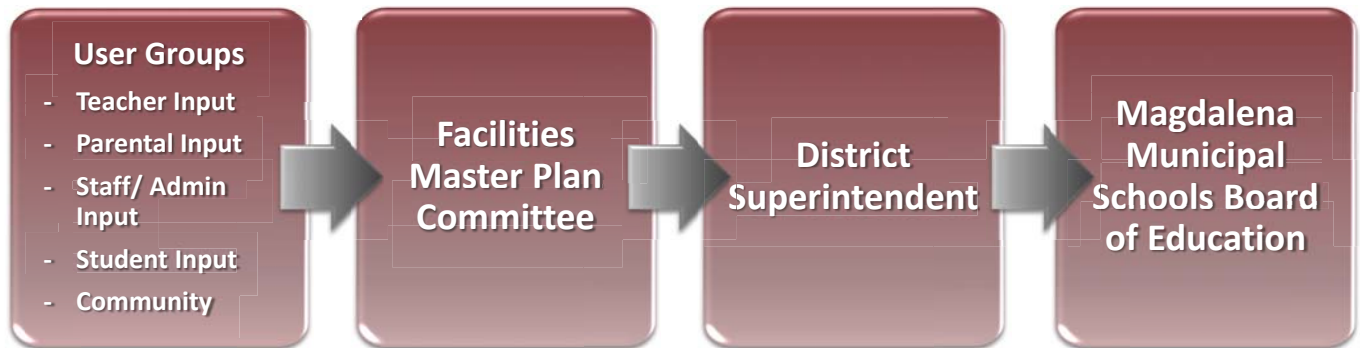 User Groups
- Teacher Input
- Parental Input
- Staff/ Admin
Input
- Student Input
- Community
Facilities
Master Plan
Committee
District
Superintendent
Magdalena
Municipal
Schools Board
of Education